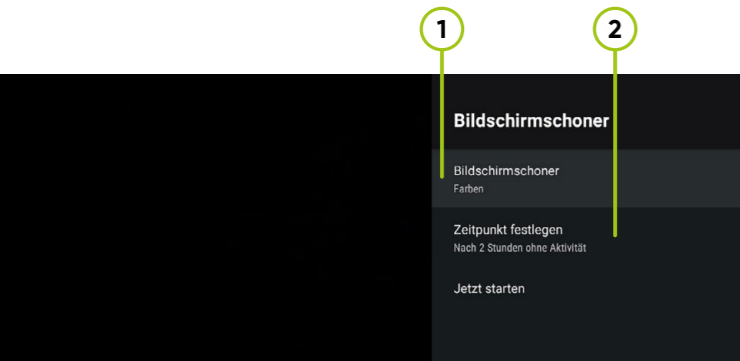 1 2
Bildschirmschoner
Bildschirmschoner
Farben
Zeitpunkt festlegen
Nach 2 Stunden ohne Aktivität
Jetzt starten